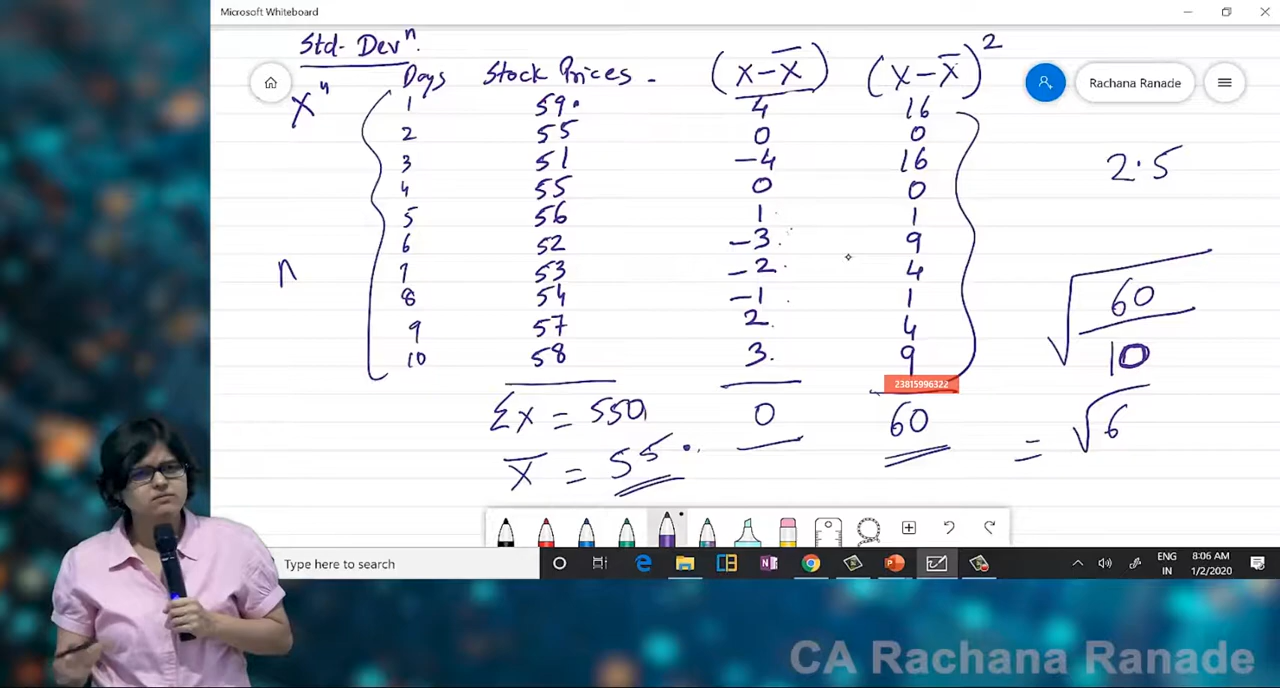 Microsoft Whiteboard
Std- Devⁿ.
Xⁿ Days Stock Prices - (x-x̅) (x-x̅)²
Rachana Ranade
1 59. 4 16
2 55 0 0
3 51 -4 16
4 55 0 0
5 56 1 1
6 52 -3 9
7 53 -2 4
8 54 -1 1
9 57 2 4
10 58 3 9
n
2.5
√60/10
23815996322
Σx = 550 0 60 = √6
x̅ = 55.
Type here to search
ENG
IN
8:06 AM
1/2/2020
CA Rachana Ranade